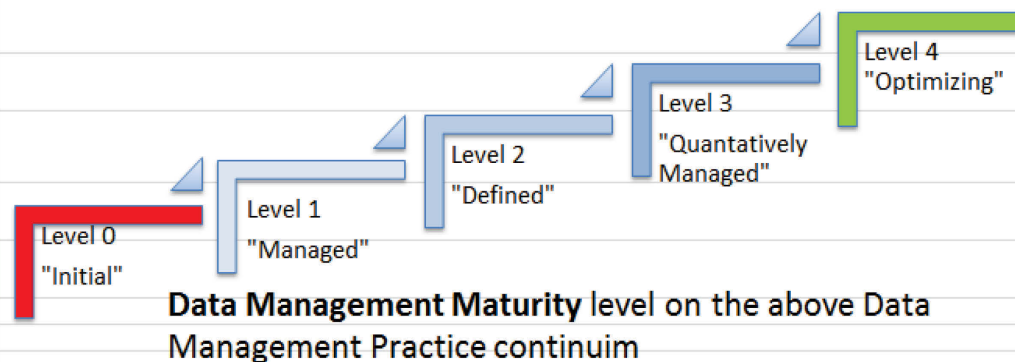 Level 0
"Initial"
Level 1
"Managed"
Level 2
"Defined"
Level 3
"Quantatively
Managed"
Level 4
"Optimizing"
Data Management Maturity level on the above Data
Management Practice continuim